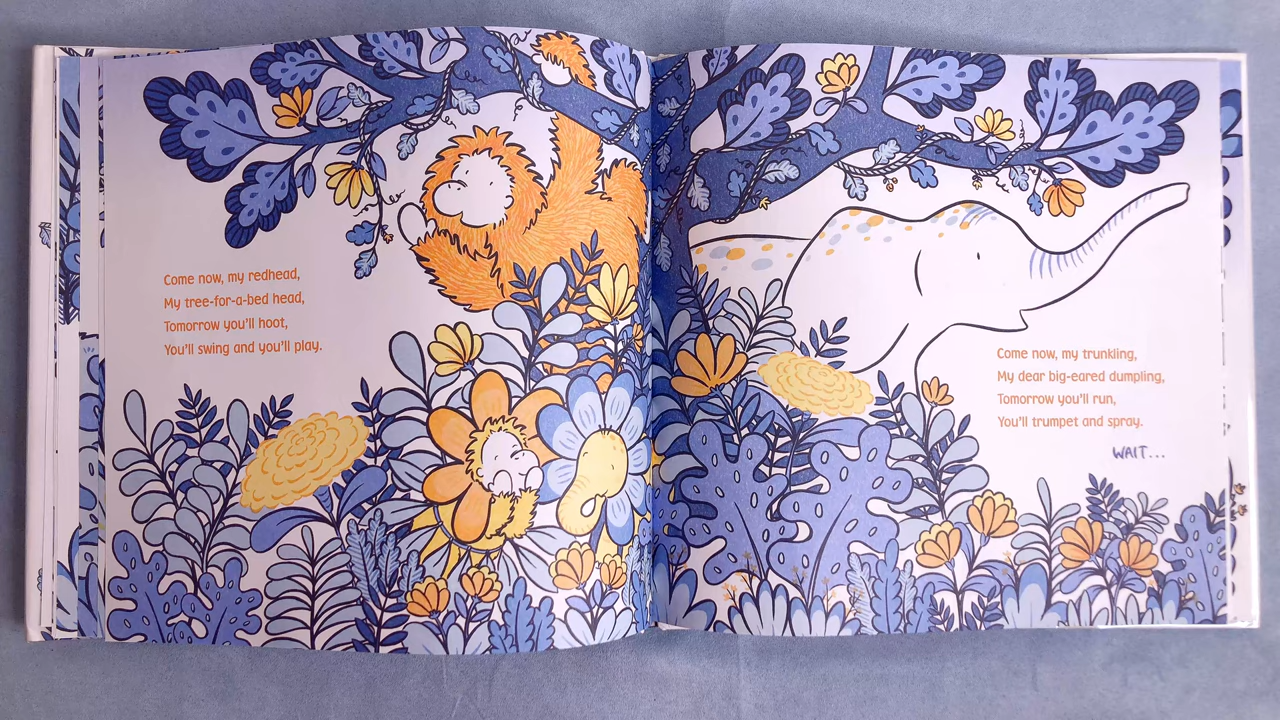 Come now, my redhead,
My tree-for-a-bed head,
Tomorrow you'll hoot,
You'll swing and you'll play.
Come now, my trunkling,
My dear big-eared dumpling,
Tomorrow you'll run,
You'll trumpet and spray.
WAIT...